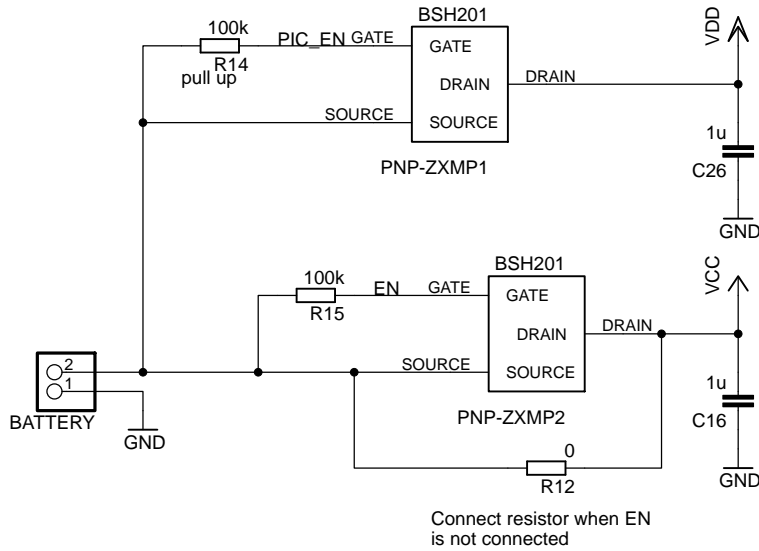 BSH201
100k
PIC_EN
GATE
GATE
R14
pull up
DRAIN
DRAIN
SOURCE
SOURCE
PNP-ZXMP1
VDD
1u
C26
GND
BSH201
100k
EN
GATE
GATE
R15
DRAIN
DRAIN
SOURCE
SOURCE
PNP-ZXMP2
VCC
1u
C16
GND
2
1
BATTERY
GND
0
R12
Connect resistor when EN
is not connected